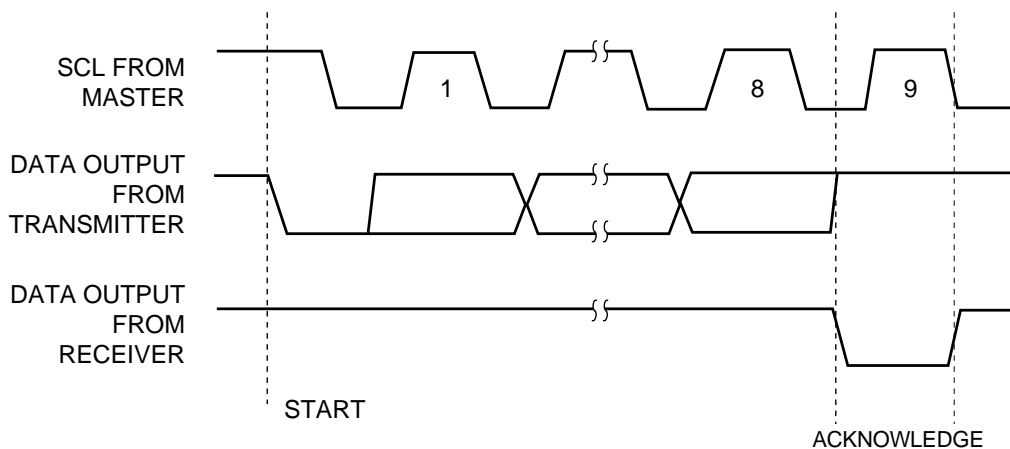 SCL FROM
MASTER
1
8
9
DATA OUTPUT
FROM
TRANSMITTER
DATA OUTPUT
FROM
RECEIVER
START
ACKNOWLEDGE